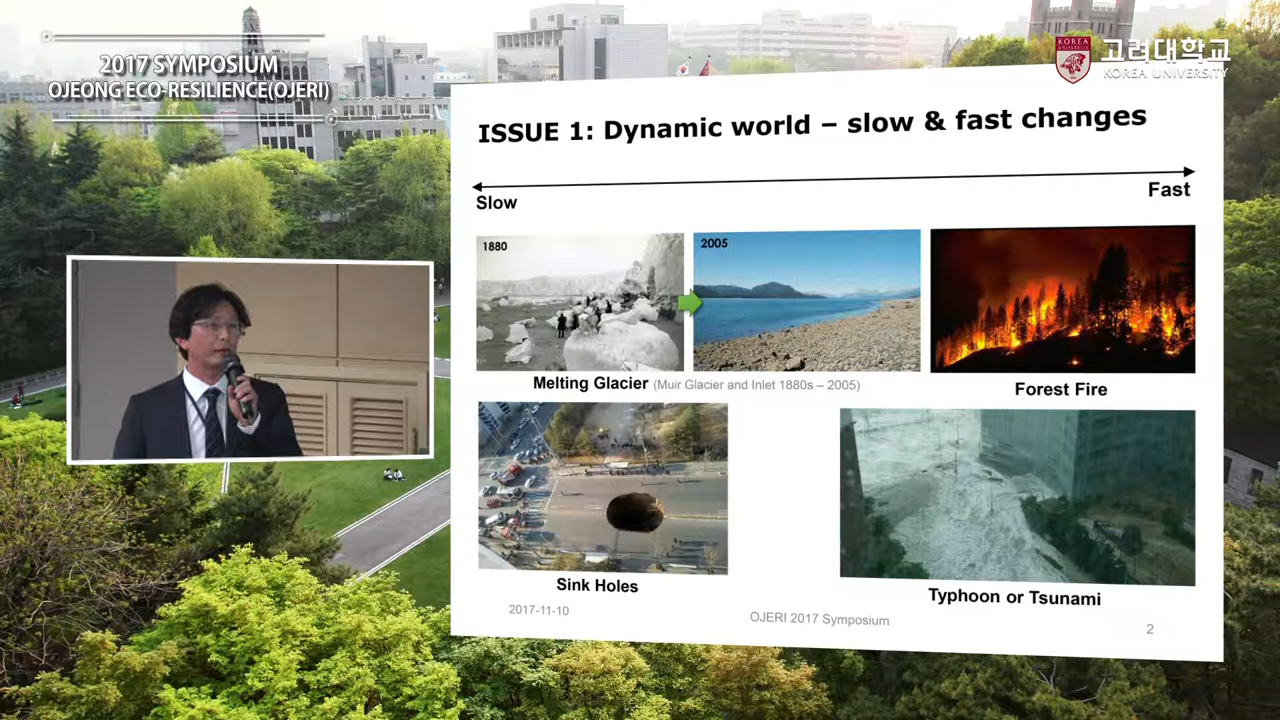 2017 SYMPOSIUM
OJEONG ECO-RESILIENCE(OJERI)
KOREA
UNIVERSITY
고려대학교
KOREA UNIVERSITY
ISSUE 1: Dynamic world – slow & fast changes
Slow
Fast
1880
2005
Melting Glacier (Muir Glacier and Inlet 1880s – 2005)
Forest Fire
Sink Holes
Typhoon or Tsunami
2017-11-10
OJERI 2017 Symposium
2